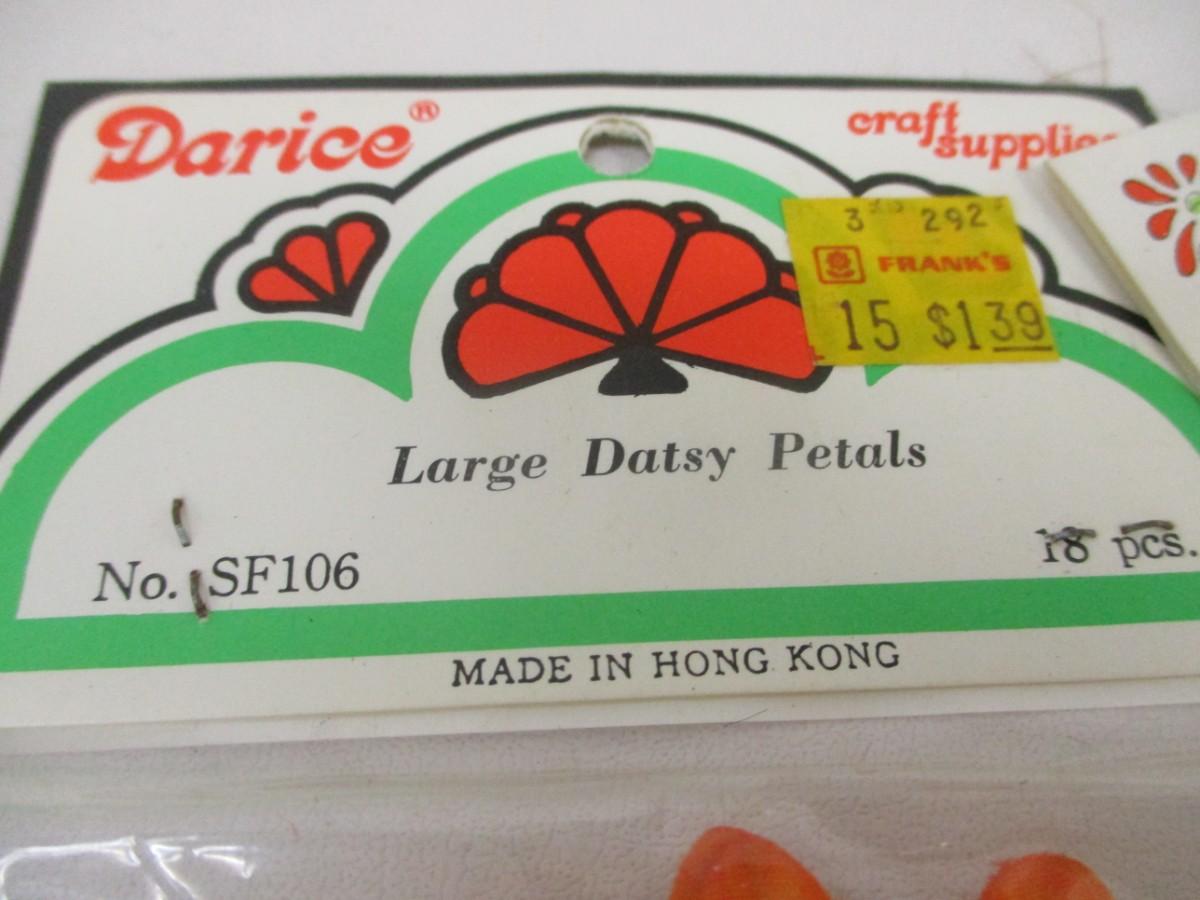 Darice®
craft
supplies
3 292
FRANK'S
15 $1.39
Large Datsy Petals
No. SF106
18 pcs.
MADE IN HONG KONG